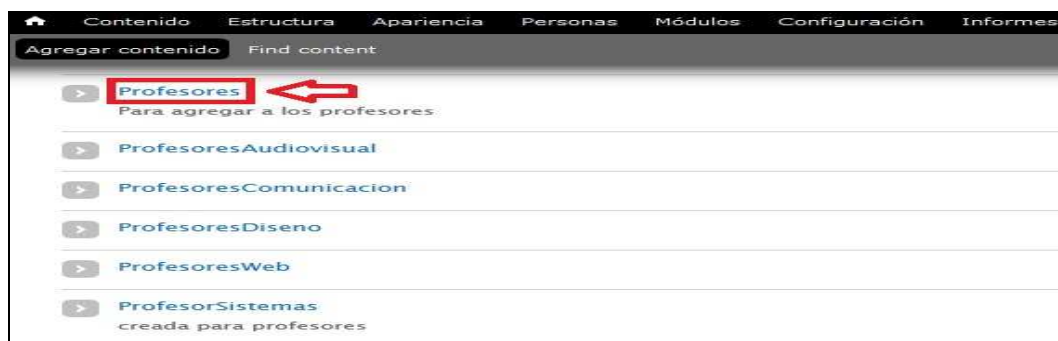 Contenido Estructura Apariencia Personas Módulos Configuración Informes
Agregar contenido Find content
Profesores
Para agregar a los profesores
ProfesoresAudiovisual
ProfesoresComunicacion
ProfesoresDiseno
ProfesoresWeb
ProfesorSistemas
creada para profesores